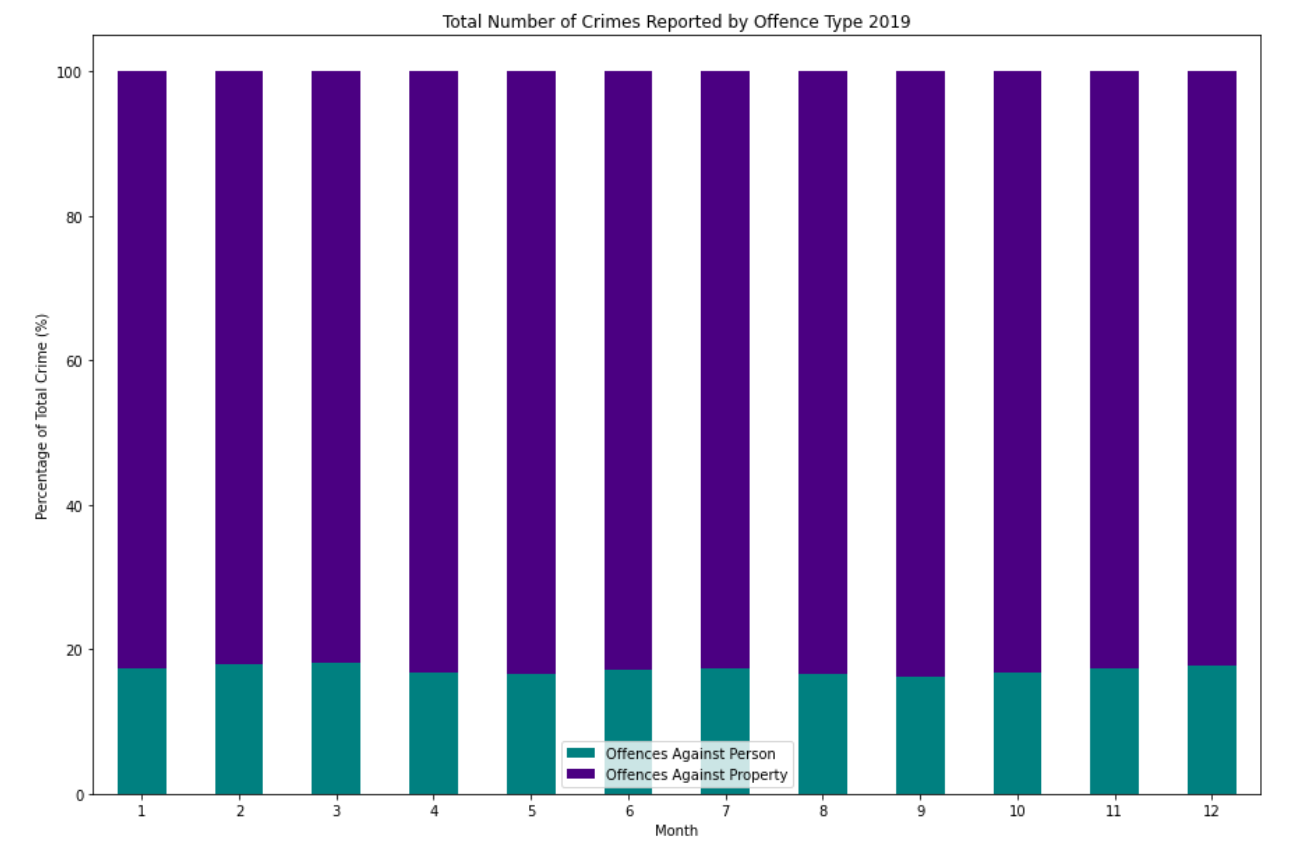 Total Number of Crimes Reported by Offence Type 2019
Percentage of Total Crime (%)
100
80
60
40
20
0
Offences Against Person
Offences Against Property
1 2 3 4 5 6 7 8 9 10 11 12
Month